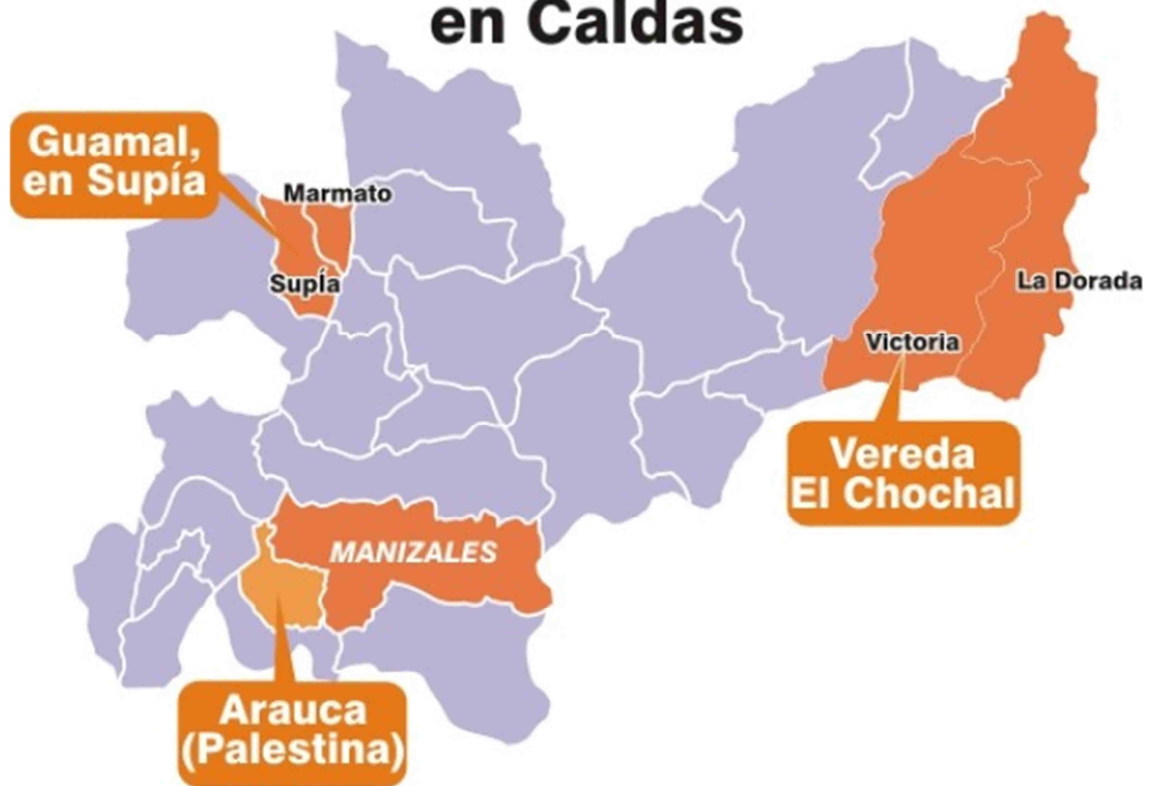 en Caldas
Guamal,
en Supía
Marmato
Supía
La Dorada
Victoria
Vereda
El Chochal
MANIZALES
Arauca
(Palestina)